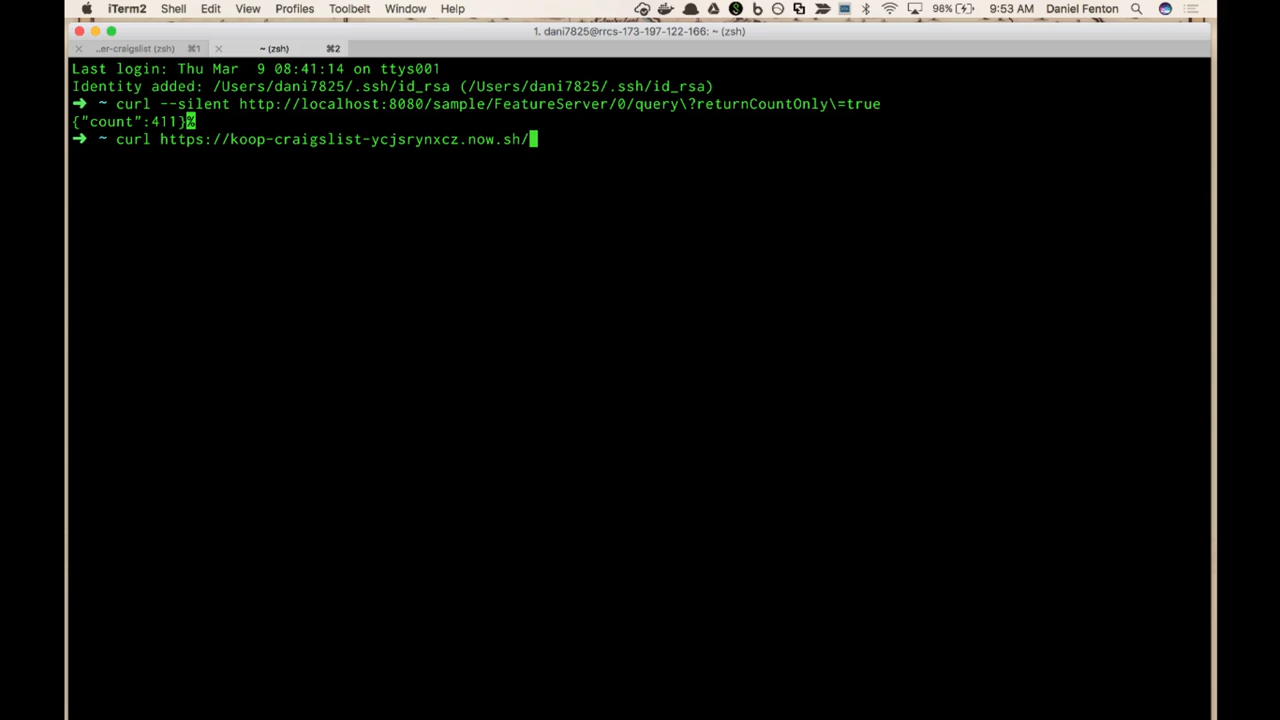 iTerm2 Shell Edit View Profiles Toolbelt Window Help 98% 9:53 AM Daniel Fenton
1. dani7825@rrcs-173-197-122-166: ~ (zsh)
..er-craigslist (zsh) ⌘1 ~ (zsh) ⌘2
Last login: Thu Mar  9 08:41:14 on ttys001
Identity added: /Users/dani7825/.ssh/id_rsa (/Users/dani7825/.ssh/id_rsa)
➜ ~ curl --silent http://localhost:8080/sample/FeatureServer/0/query\?returnCountOnly\=true
{"count":411}%
➜ ~ curl https://koop-craigslist-ycjsrynxcz.now.sh/